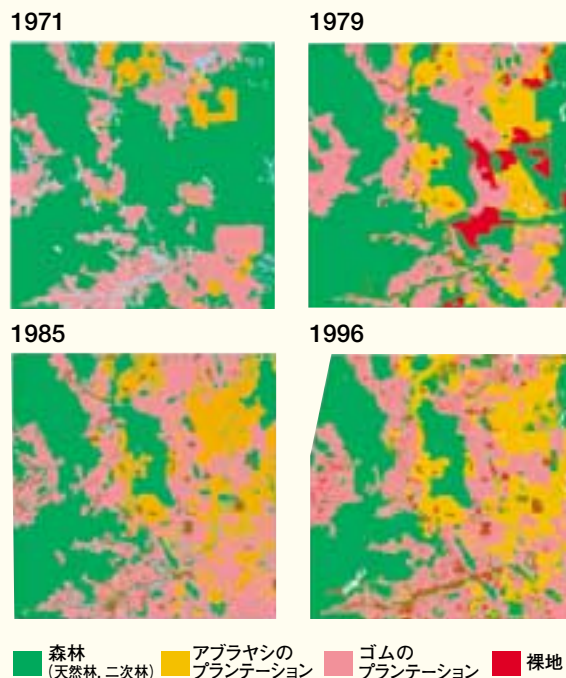 1971
1979
1985
1996
森林
(天然林、二次林)
アブラヤシの
プランテーション
ゴムの
プランテーション
裸地